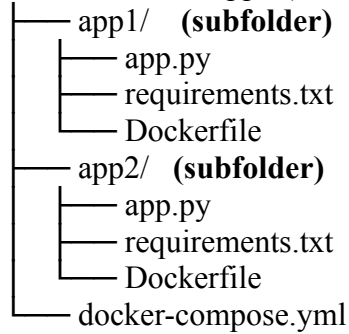 app1/ (subfolder)
app.py
requirements.txt
Dockerfile
app2/ (subfolder)
app.py
requirements.txt
Dockerfile
docker-compose.yml